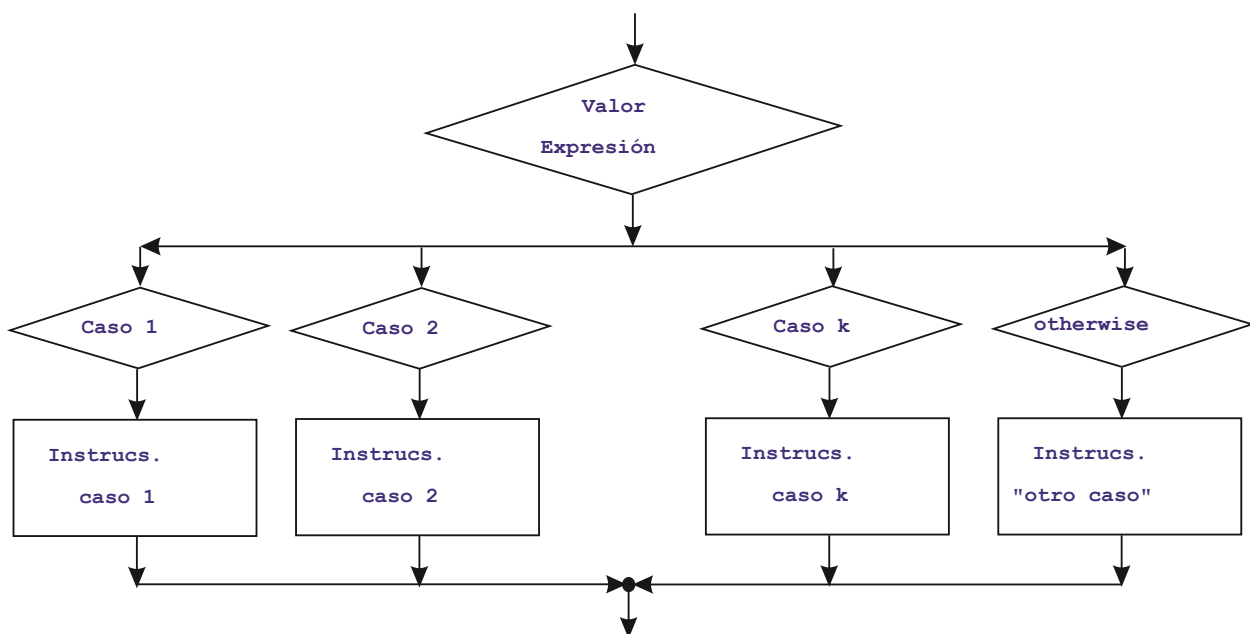 Valor
Expresión
Caso 1
Caso 2
Caso k
otherwise
Instrucs.
caso 1
Instrucs.
caso 2
Instrucs.
caso k
Instrucs.
"otro caso"